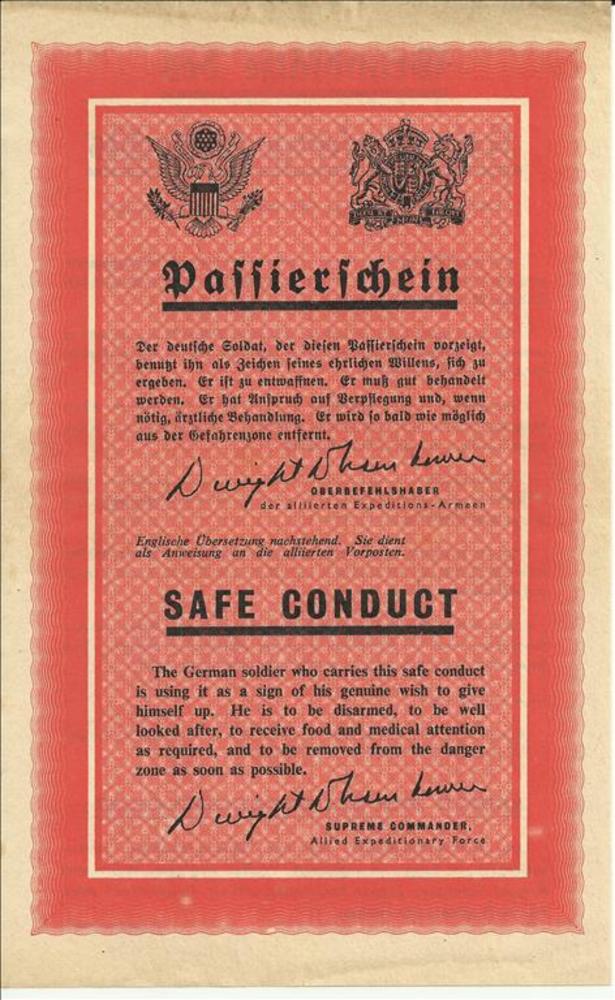 Passierschein
Der deutsche Soldat, der diesen Passierschein vorzeigt,
benutzt ihn als Zeichen seines ehrlichen Willens, sich zu
ergeben. Er ist zu entwaffnen. Er muß gut behandelt
werden. Er hat Anspruch auf Verpflegung und, wenn
nötig, ärztliche Behandlung. Er wird so bald wie möglich
aus der Gefahrenzone entfernt.
Dwight D Eisenhower
OBERBEFEHLSHABER
der alliierten Expeditions-Armeen
Englische Übersetzung nachstehend. Sie dient
als Anweisung an die alliierten Vorposten.
SAFE CONDUCT
The German soldier who carries this safe conduct
is using it as a sign of his genuine wish to give
himself up. He is to be disarmed, to be well
looked after, to receive food and medical attention
as required, and to be removed from the danger
zone as soon as possible.
Dwight D Eisenhower
SUPREME COMMANDER,
Allied Expeditionary Force